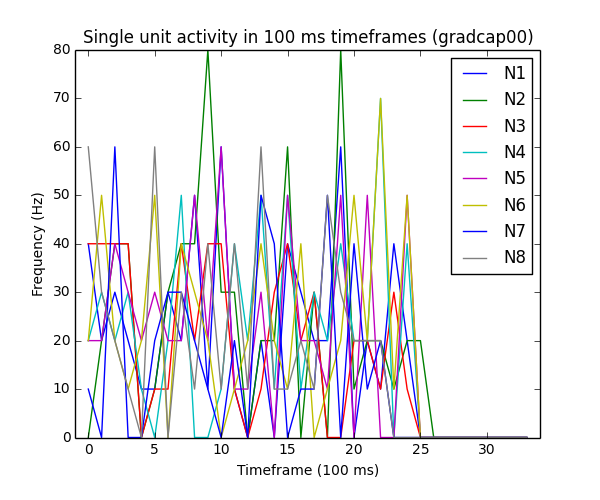 Single unit activity in 100 ms timeframes (gradcap00)
80
70
60
50
40
30
20
10
0
Frequency (Hz)
N1
N2
N3
N4
N5
N6
N7
N8
0 5 10 15 20 25 30
Timeframe (100 ms)